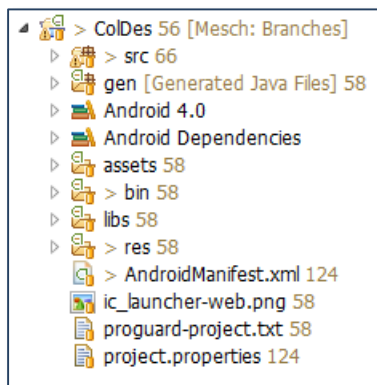 > ColDes 56 [Mesch: Branches]
> src 66
gen [Generated Java Files] 58
Android 4.0
Android Dependencies
assets 58
> bin 58
libs 58
> res 58
> AndroidManifest.xml 124
ic_launcher-web.png 58
proguard-project.txt 58
project.properties 124